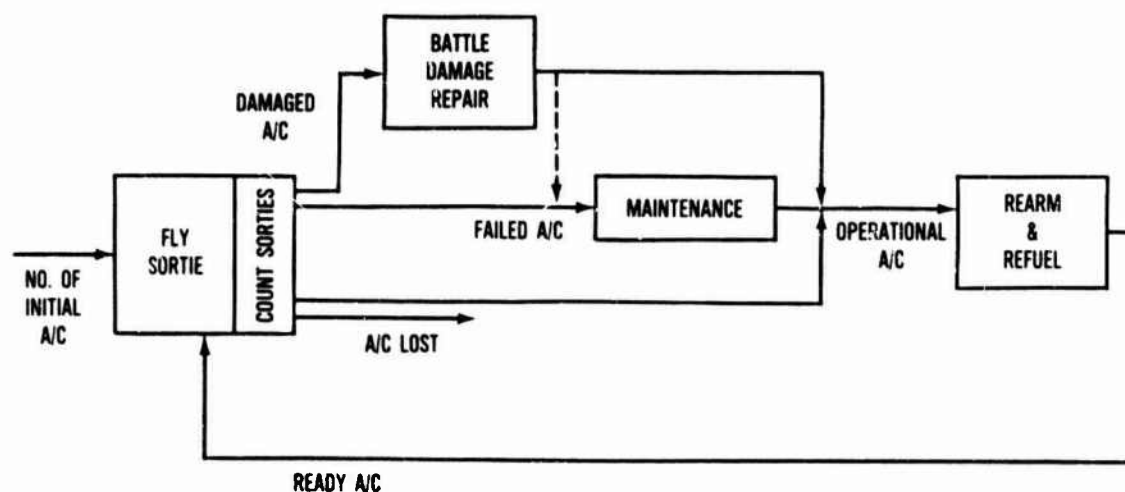 BATTLE
DAMAGE
REPAIR
DAMAGED
A/C
FLY
SORTIE
COUNT SORTIES
NO. OF
INITIAL
A/C
FAILED A/C
MAINTENANCE
OPERATIONAL
A/C
REARM
&
REFUEL
A/C LOST
READY A/C